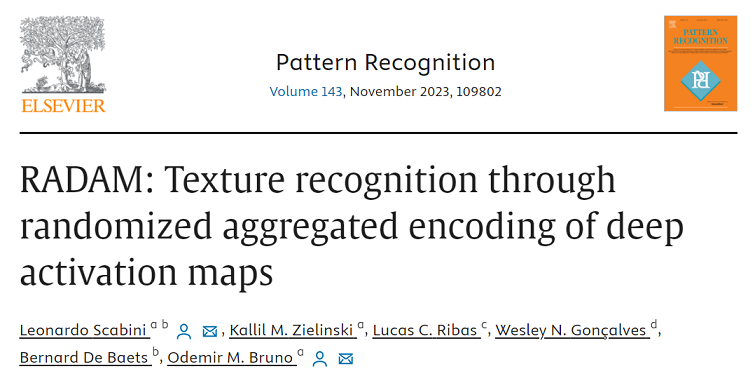 ELSEVIER
Pattern Recognition
Volume 143, November 2023, 109802
PATTERN
RECOGNITION
RADAM: Texture recognition through
randomized aggregated encoding of deep
activation maps
Leonardo Scabini a b, Kallil M. Zielinski a, Lucas C. Ribas c, Wesley N. Gonçalves d,
Bernard De Baets b, Odemir M. Bruno a